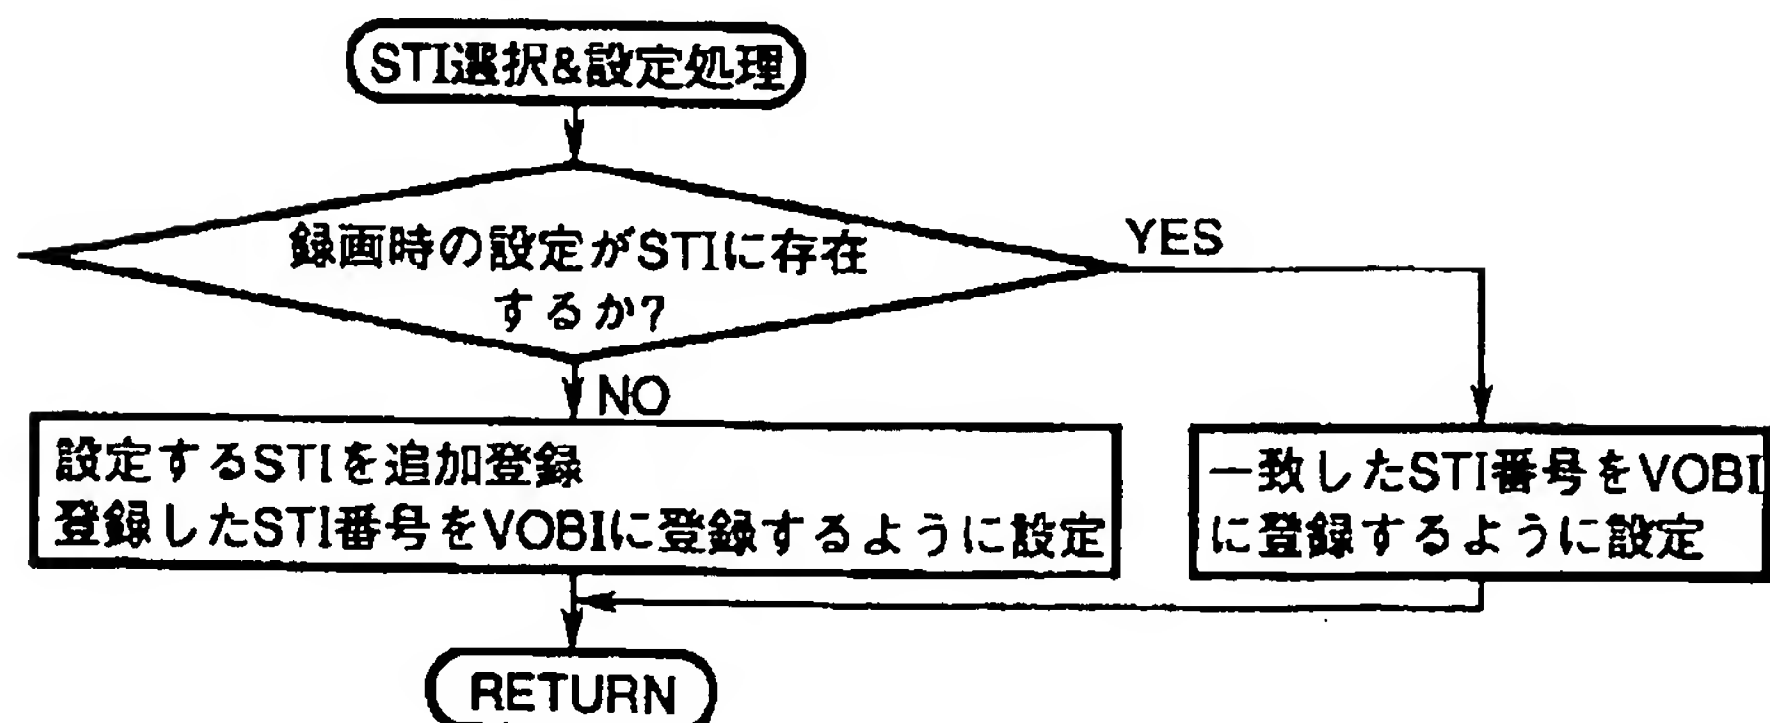 STI選択&設定処理
録画時の設定がSTIに存在
するか?
YES
NO
設定するSTIを追加登録
登録したSTI番号をVOBIに登録するように設定
一致したSTI番号をVOBI
に登録するように設定
RETURN